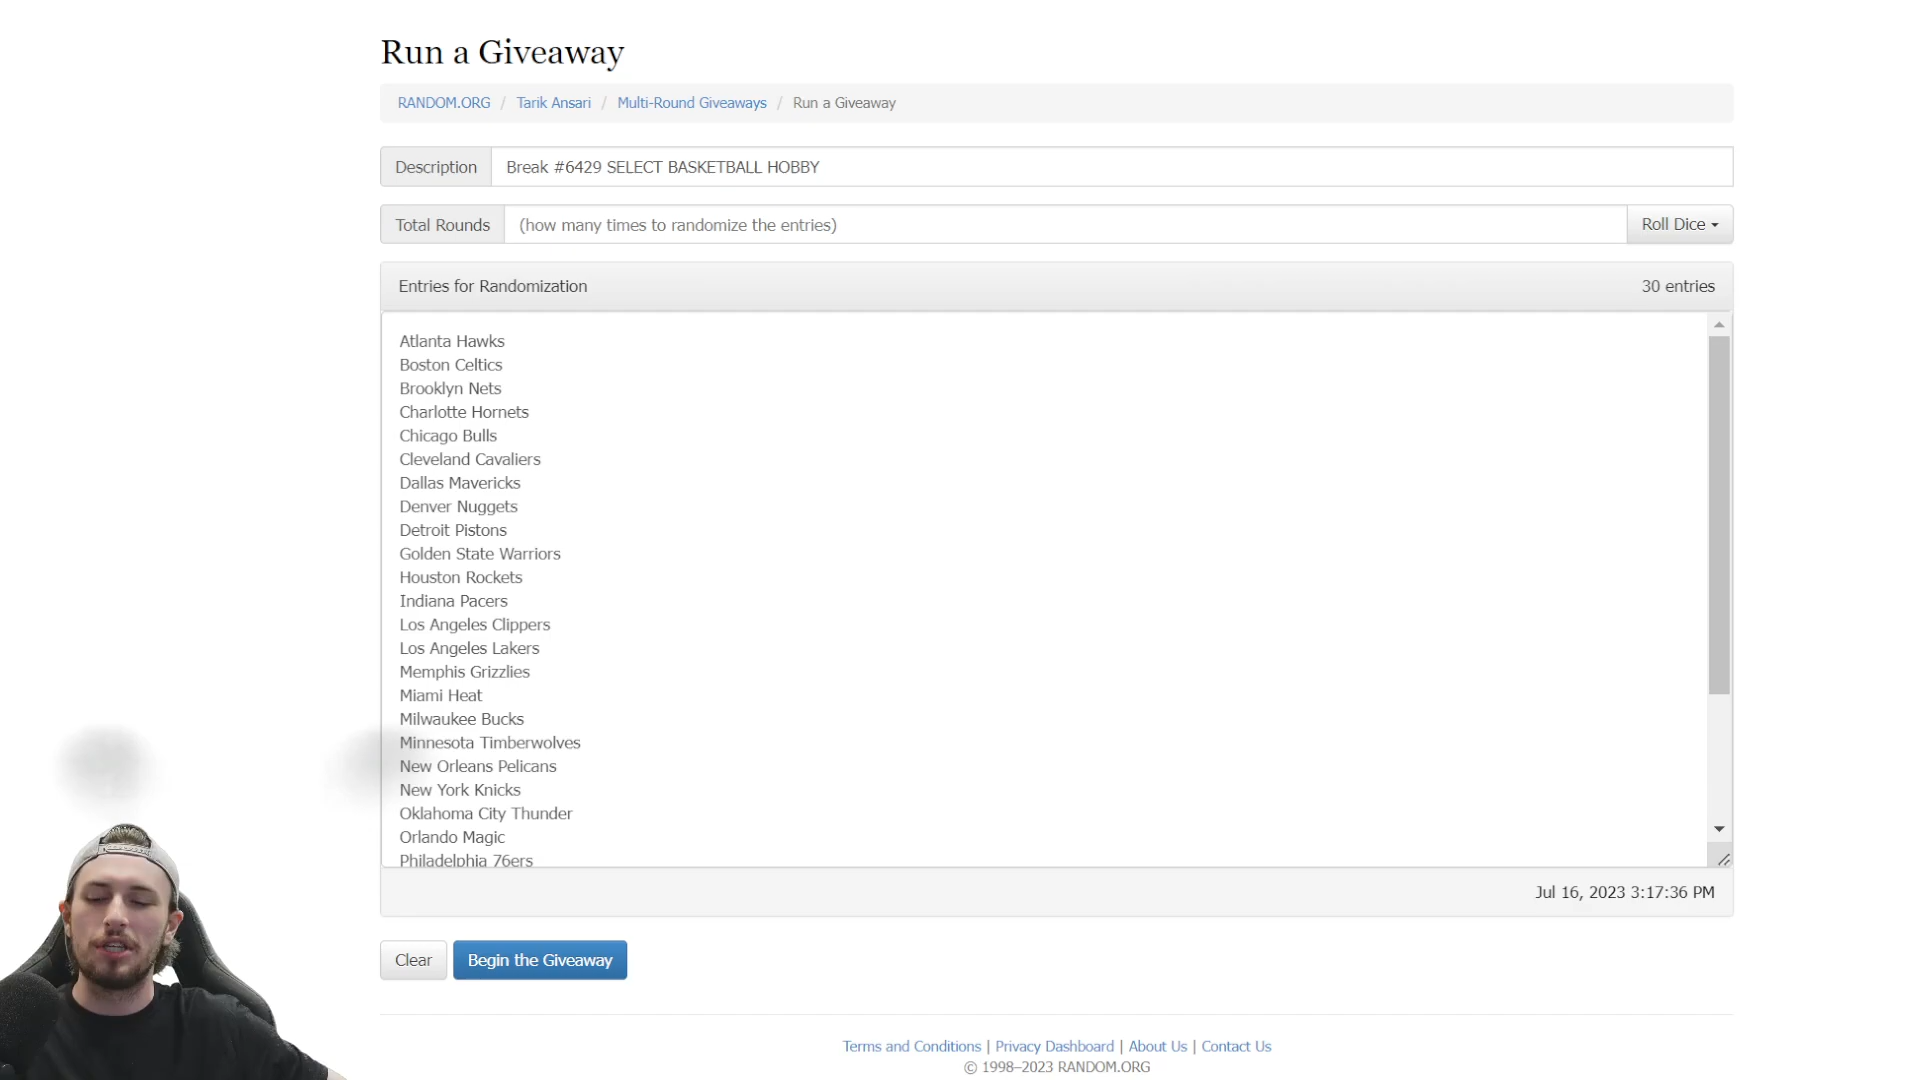 Run a Giveaway
RANDOM.ORG / Tarik Ansari / Multi-Round Giveaways / Run a Giveaway
Description Break #6429 SELECT BASKETBALL HOBBY
Total Rounds (how many times to randomize the entries) Roll Dice
Entries for Randomization 30 entries
Atlanta Hawks
Boston Celtics
Brooklyn Nets
Charlotte Hornets
Chicago Bulls
Cleveland Cavaliers
Dallas Mavericks
Denver Nuggets
Detroit Pistons
Golden State Warriors
Houston Rockets
Indiana Pacers
Los Angeles Clippers
Los Angeles Lakers
Memphis Grizzlies
Miami Heat
Milwaukee Bucks
Minnesota Timberwolves
New Orleans Pelicans
New York Knicks
Oklahoma City Thunder
Orlando Magic
Philadelphia 76ers
Jul 16, 2023 3:17:36 PM
Clear Begin the Giveaway
Terms and Conditions | Privacy Dashboard | About Us | Contact Us
© 1998–2023 RANDOM.ORG